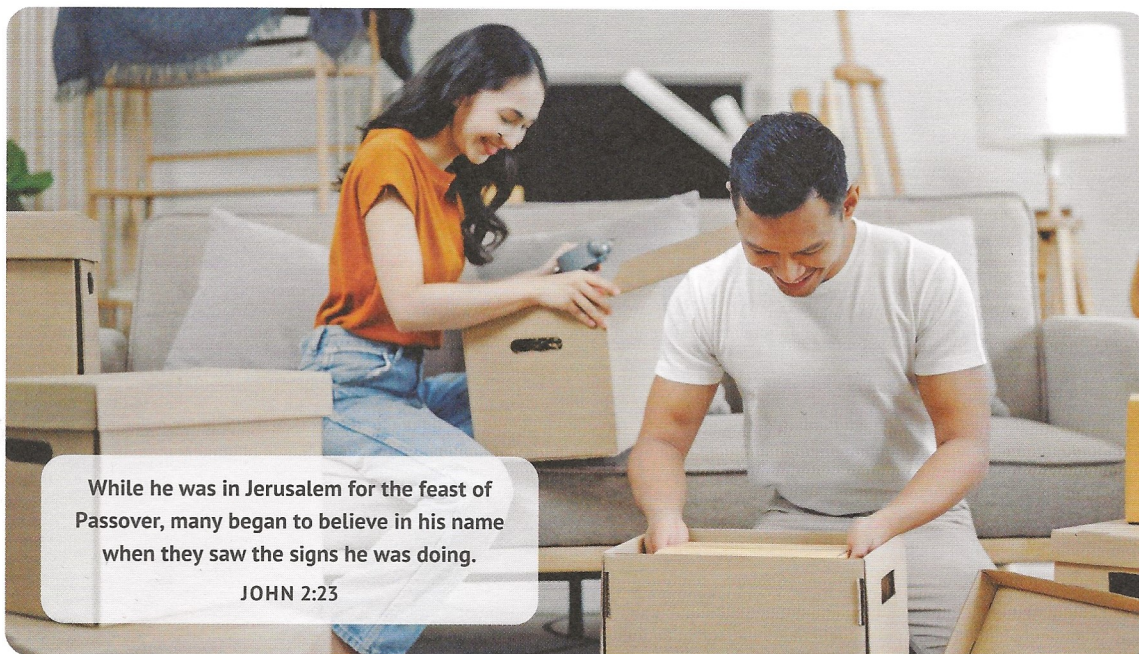 While he was in Jerusalem for the feast of
Passover, many began to believe in his name
when they saw the signs he was doing.
JOHN 2:23